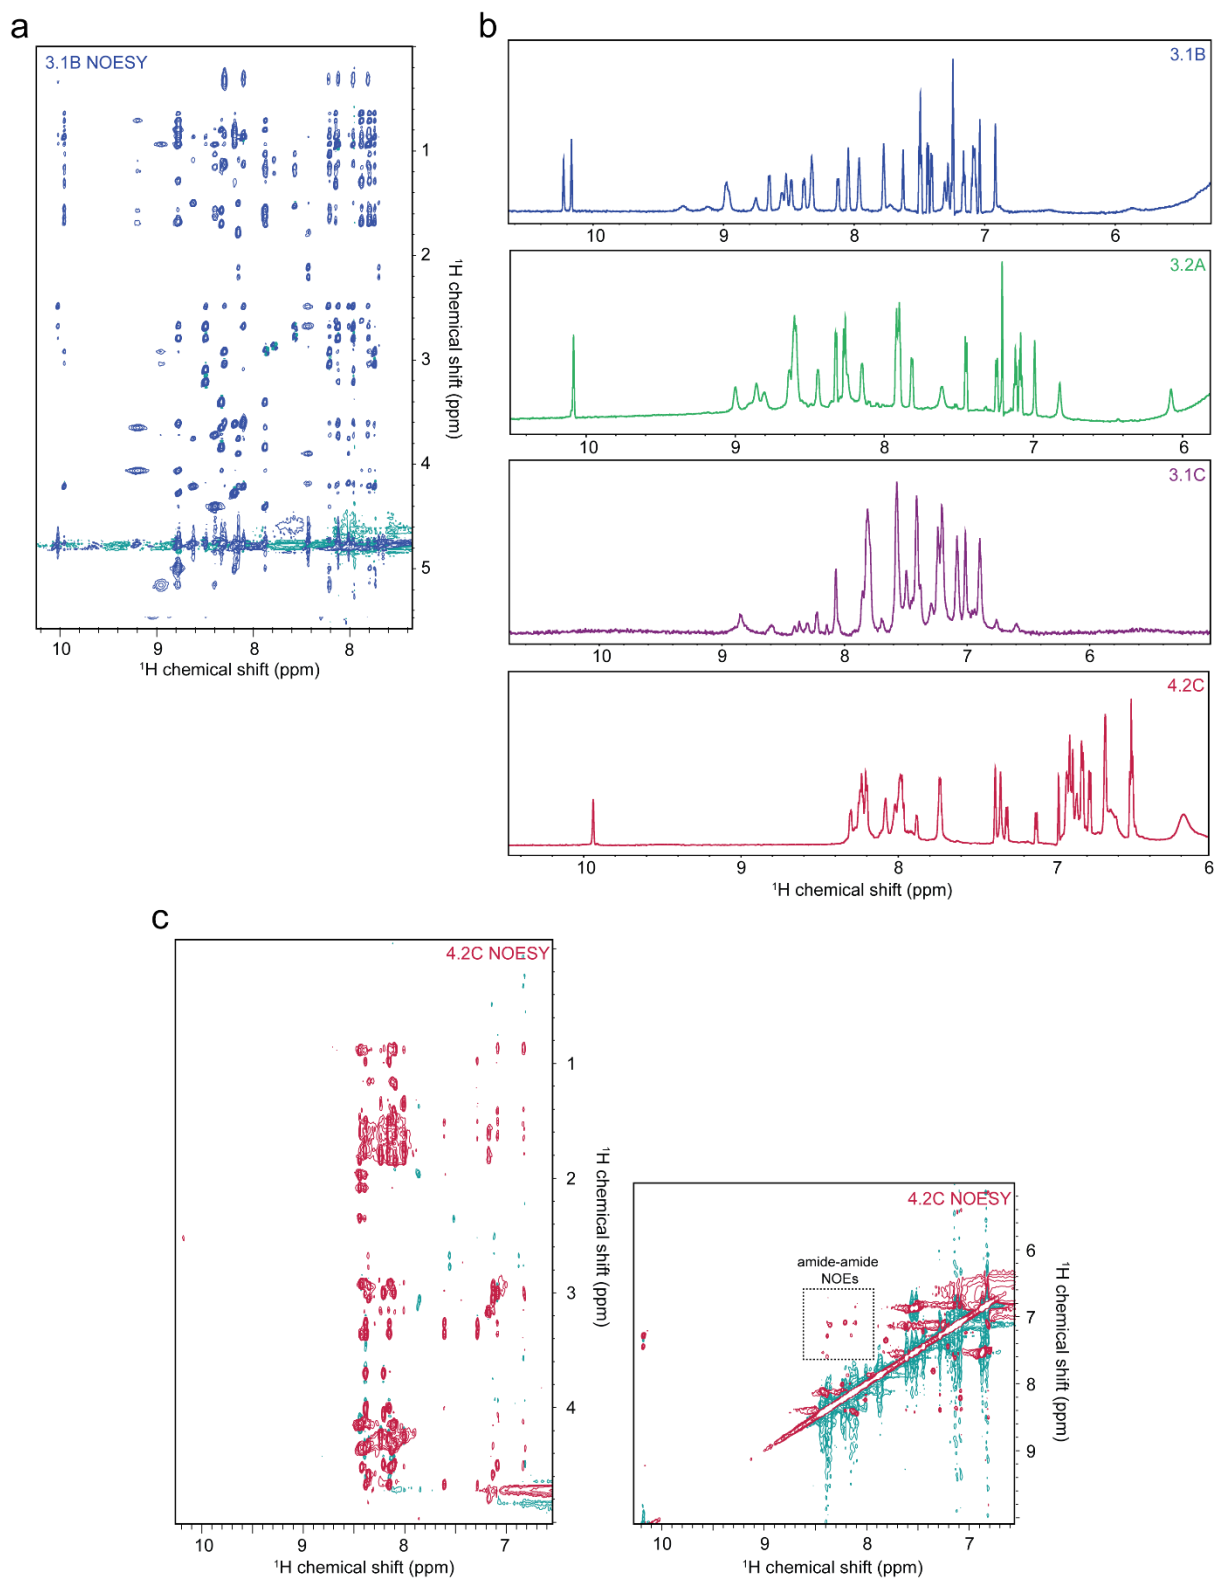 a
3.1B NOESY
1
2
3
4
5
¹H chemical shift (ppm)
10 9 8 8
¹H chemical shift (ppm)
b
3.1B
10 9 8 7 6
3.2A
10 9 8 7 6
3.1C
10 9 8 7 6
4.2C
10 9 8 7 6
¹H chemical shift (ppm)
c
4.2C NOESY
1
2
3
4
¹H chemical shift (ppm)
10 9 8 7
¹H chemical shift (ppm)
4.2C NOESY
amide-amide
NOEs
6
7
8
9
¹H chemical shift (ppm)
10 9 8 7
¹H chemical shift (ppm)